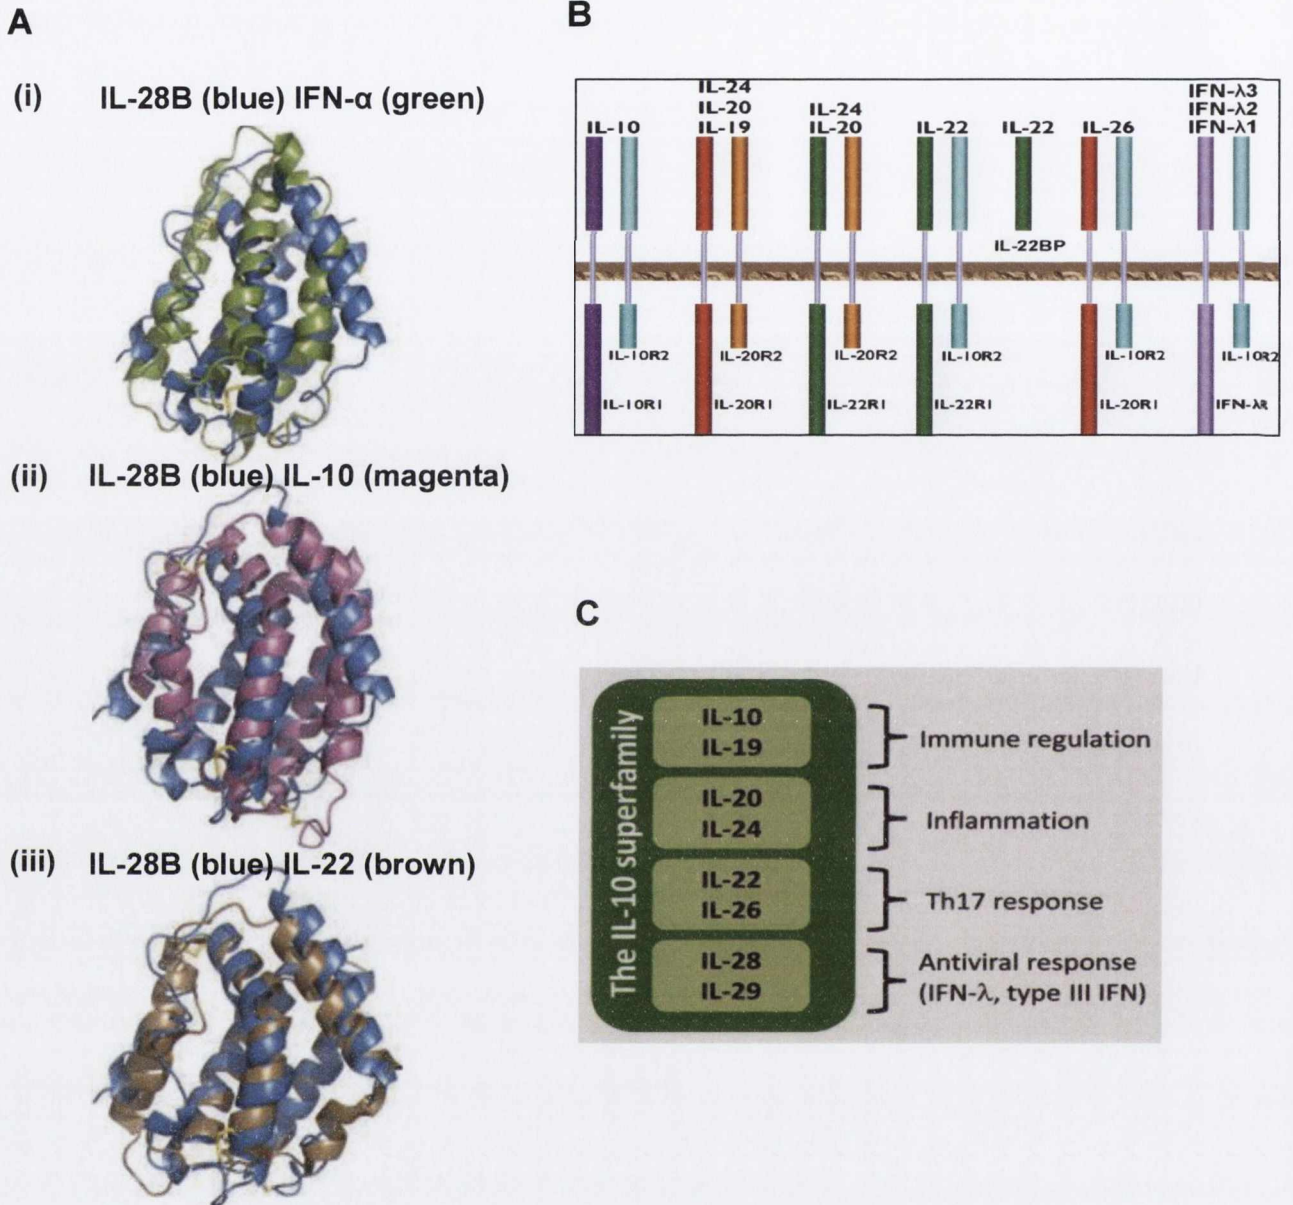 A
(i) IL-28B (blue) IFN-α (green)
(ii) IL-28B (blue) IL-10 (magenta)
(iii) IL-28B (blue) IL-22 (brown)
B
IL-10
IL-24
IL-20
IL-19
IL-24
IL-20
IL-22
IL-22
IL-26
IFN-λ3
IFN-λ2
IFN-λ1
IL-22BP
IL-10R2
IL-20R2
IL-20R2
IL-10R2
IL-10R2
IL-10R2
IL-10R1
IL-20R1
IL-22R1
IL-22R1
IL-20R1
IFN-λR
C
The IL-10 superfamily
IL-10
IL-19
Immune regulation
IL-20
IL-24
Inflammation
IL-22
IL-26
Th17 response
IL-28
IL-29
Antiviral response
(IFN-λ, type III IFN)